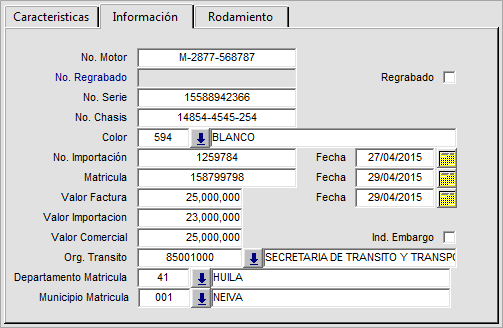 Caracteristicas Información Rodamiento
No. Motor M-2877-568787
No. Regrabado Regrabado
No. Serie 15588942366
No. Chasis 14854-4545-254
Color 594 BLANCO
No. Importación 1259784 Fecha 27/04/2015
Matricula 158799798 Fecha 29/04/2015
Valor Factura 25,000,000 Fecha 29/04/2015
Valor Importacion 23,000,000
Valor Comercial 25,000,000 Ind. Embargo
Org. Transito 85001000 SECRETARIA DE TRANSITO Y TRANSPO
Departamento Matricula 41 HUILA
Municipio Matricula 001 NEIVA